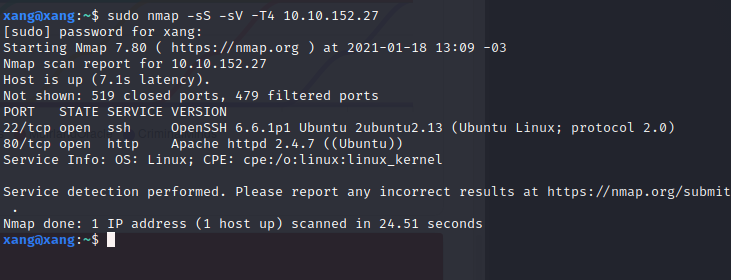 xang@xang:~$ sudo nmap -sS -sV -T4 10.10.152.27
[sudo] password for xang:
Starting Nmap 7.80 ( https://nmap.org ) at 2021-01-18 13:09 -03
Nmap scan report for 10.10.152.27
Host is up (7.1s latency).
Not shown: 519 closed ports, 479 filtered ports
PORT   STATE SERVICE VERSION
22/tcp open  ssh     OpenSSH 6.6.1p1 Ubuntu 2ubuntu2.13 (Ubuntu Linux; protocol 2.0)
80/tcp open  http    Apache httpd 2.4.7 ((Ubuntu))
Service Info: OS: Linux; CPE: cpe:/o:linux:linux_kernel

Service detection performed. Please report any incorrect results at https://nmap.org/submit
 .
Nmap done: 1 IP address (1 host up) scanned in 24.51 seconds
xang@xang:~$